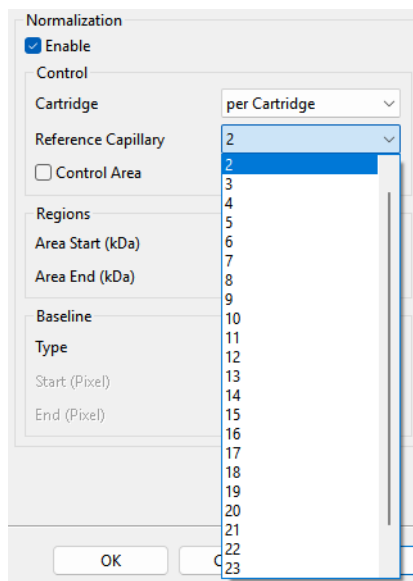 Normalization
Enable
Control
Cartridge per Cartridge
Reference Capillary 2
Control Area
2
3
4
5
6
7
8
9
10
11
12
13
14
15
16
17
18
19
20
21
22
23
Regions
Area Start (kDa)
Area End (kDa)
Baseline
Type
Start (Pixel)
End (Pixel)
OK